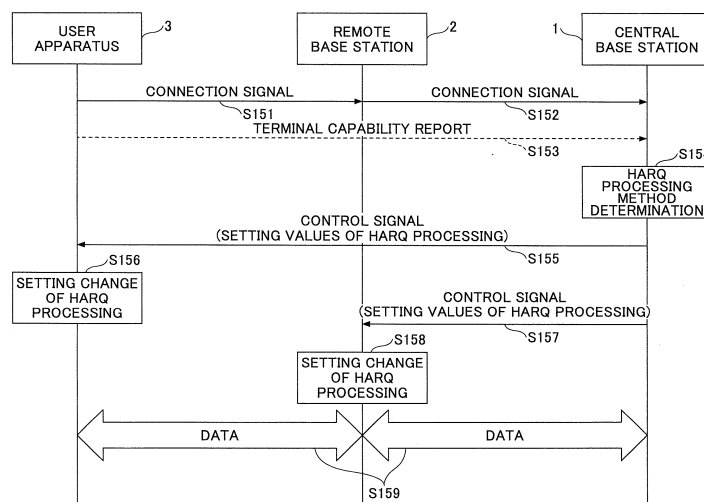 USER
APPARATUS
3
REMOTE
BASE STATION
2
1
CENTRAL
BASE STATION
CONNECTION SIGNAL
S151
CONNECTION SIGNAL
S152
TERMINAL CAPABILITY REPORT
S153
HARQ
PROCESSING
METHOD
DETERMINATION
CONTROL SIGNAL
(SETTING VALUES OF HARQ PROCESSING)
S155
S156
SETTING CHANGE
OF HARQ
PROCESSING
CONTROL SIGNAL
(SETTING VALUES OF HARQ PROCESSING)
S157
S158
SETTING CHANGE
OF HARQ
PROCESSING
DATA
DATA
S159